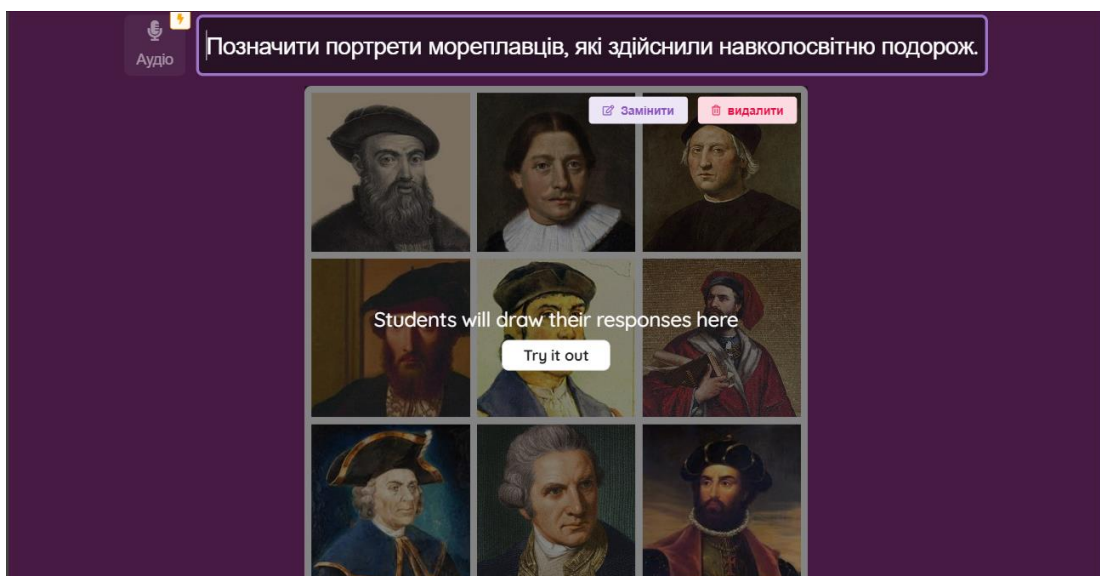 Аудіо
Позначити портрети мореплавців, які здійснили навколосвітню подорож.
Замінити
видалити
Students will draw their responses here
Try it out